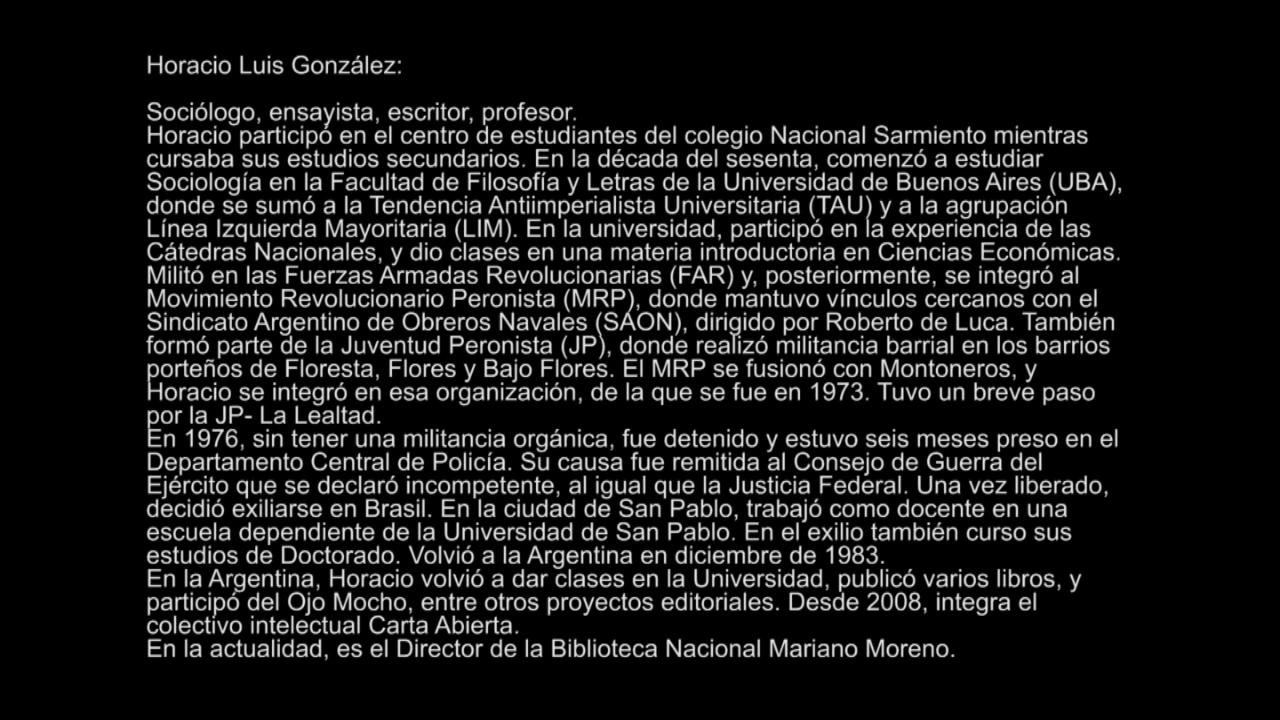 Horacio Luis González:
Sociólogo, ensayista, escritor, profesor.
Horacio participó en el centro de estudiantes del colegio Nacional Sarmiento mientras
cursaba sus estudios secundarios. En la década del sesenta, comenzó a estudiar
Sociología en la Facultad de Filosofía y Letras de la Universidad de Buenos Aires (UBA),
donde se sumó a la Tendencia Antiimperialista Universitaria (TAU) y a la agrupación
Línea Izquierda Mayoritaria (LIM). En la universidad, participó en la experiencia de las
Cátedras Nacionales, y dio clases en una materia introductoria en Ciencias Económicas.
Militó en las Fuerzas Armadas Revolucionarias (FAR) y, posteriormente, se integró al
Movimiento Revolucionario Peronista (MRP), donde mantuvo vínculos cercanos con el
Sindicato Argentino de Obreros Navales (SAON), dirigido por Roberto de Luca. También
formó parte de la Juventud Peronista (JP), donde realizó militancia barrial en los barrios
porteños de Floresta, Flores y Bajo Flores. El MRP se fusionó con Montoneros, y
Horacio se integró en esa organización, de la que se fue en 1973. Tuvo un breve paso
por la JP- La Lealtad.
En 1976, sin tener una militancia orgánica, fue detenido y estuvo seis meses preso en el
Departamento Central de Policía. Su causa fue remitida al Consejo de Guerra del
Ejército que se declaró incompetente, al igual que la Justicia Federal. Una vez liberado,
decidió exiliarse en Brasil. En la ciudad de San Pablo, trabajó como docente en una
escuela dependiente de la Universidad de San Pablo. En el exilio también curso sus
estudios de Doctorado. Volvió a la Argentina en diciembre de 1983.
En la Argentina, Horacio volvió a dar clases en la Universidad, publicó varios libros, y
participó del Ojo Mocho, entre otros proyectos editoriales. Desde 2008, integra el
colectivo intelectual Carta Abierta.
En la actualidad, es el Director de la Biblioteca Nacional Mariano Moreno.